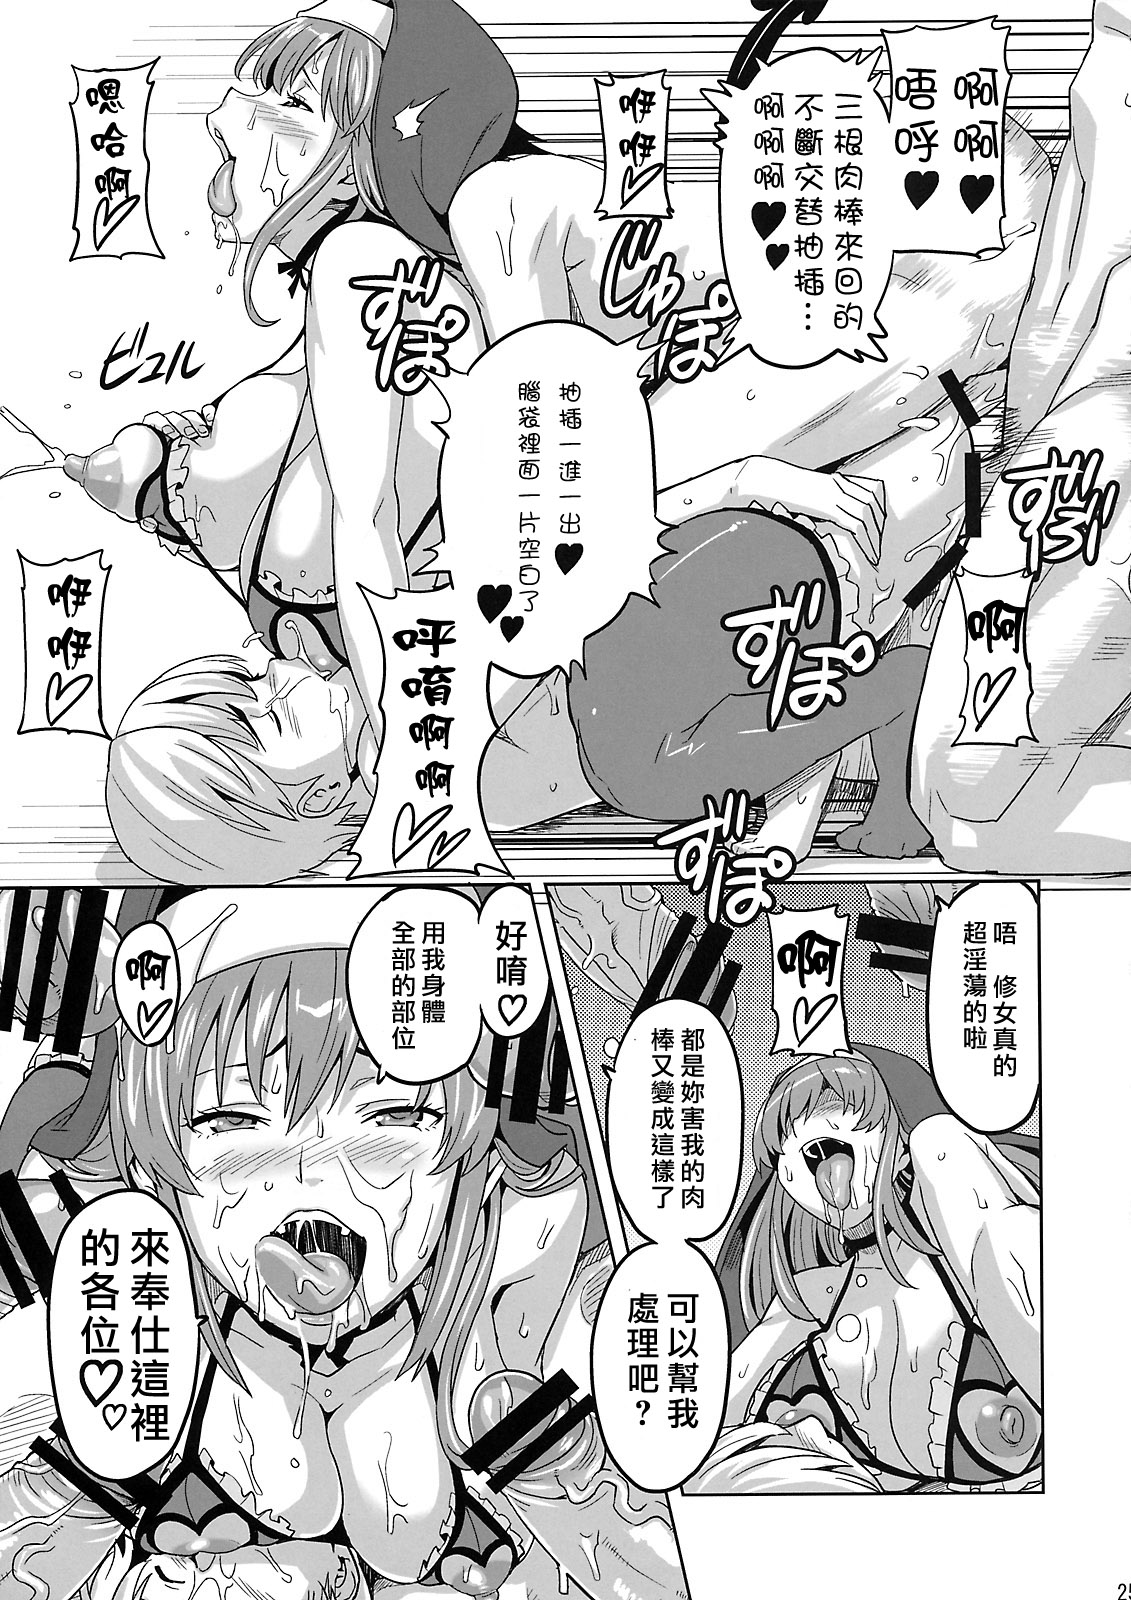 啊啊♥
唔呼♥
三根肉棒來回的
不斷交替抽插…
啊啊啊♥♥
咿咿♡
嗯哈啊♡
じゅぽ
ずぽ
ビュル
抽插一進一出♥
腦袋裡面一片空白了♥♥
ずぶ
啊♡
ずぽ
呼唷啊啊♡
咿咿♡
ずぽ
唔 修女真的
超淫蕩的啦
啊♡
都是妳害我的肉
棒又變成這樣了
可以幫我
處理吧?
好唷♡
用我身體
全部的部位
啊♡
來奉仕這裡
的各位♡♡
25